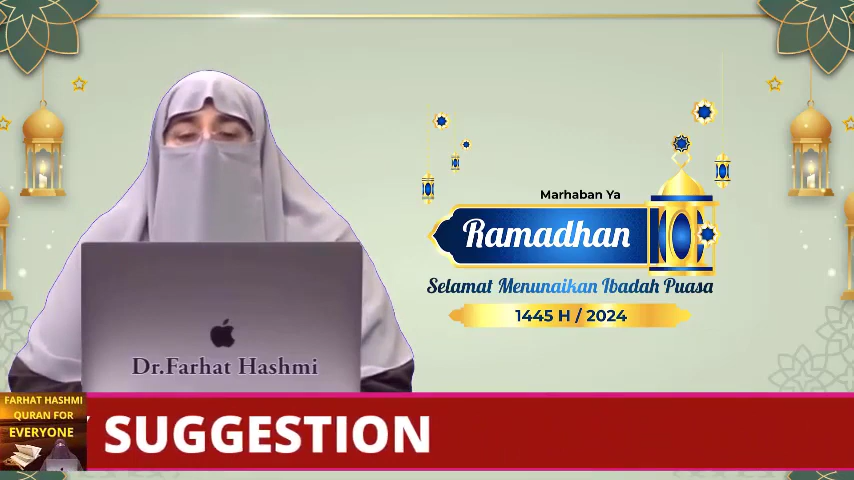 Marhaban Ya
Ramadhan
Selamat Menunaikan Ibadah Puasa
1445 H / 2024
Dr.Farhat Hashmi
FARHAT HASHMI
QURAN FOR
EVERYONE
SUGGESTION